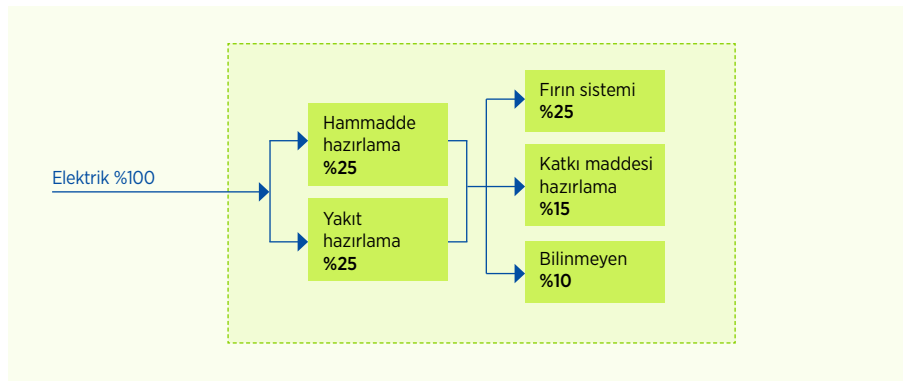 Elektrik %100
Hammadde
hazırlama
%25
Yakıt
hazırlama
%25
Fırın sistemi
%25
Katkı maddesi
hazırlama
%15
Bilinmeyen
%10